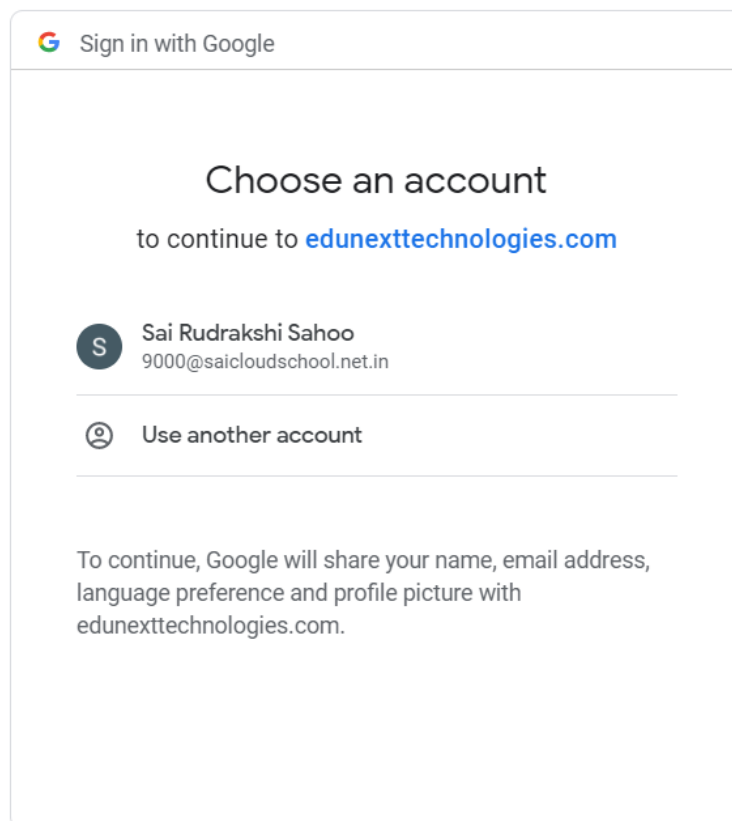 Sign in with Google
Choose an account
to continue to edunexttechnologies.com
S
Sai Rudrakshi Sahoo
9000@saicloudschool.net.in
Use another account
To continue, Google will share your name, email address,
language preference and profile picture with
edunexttechnologies.com.